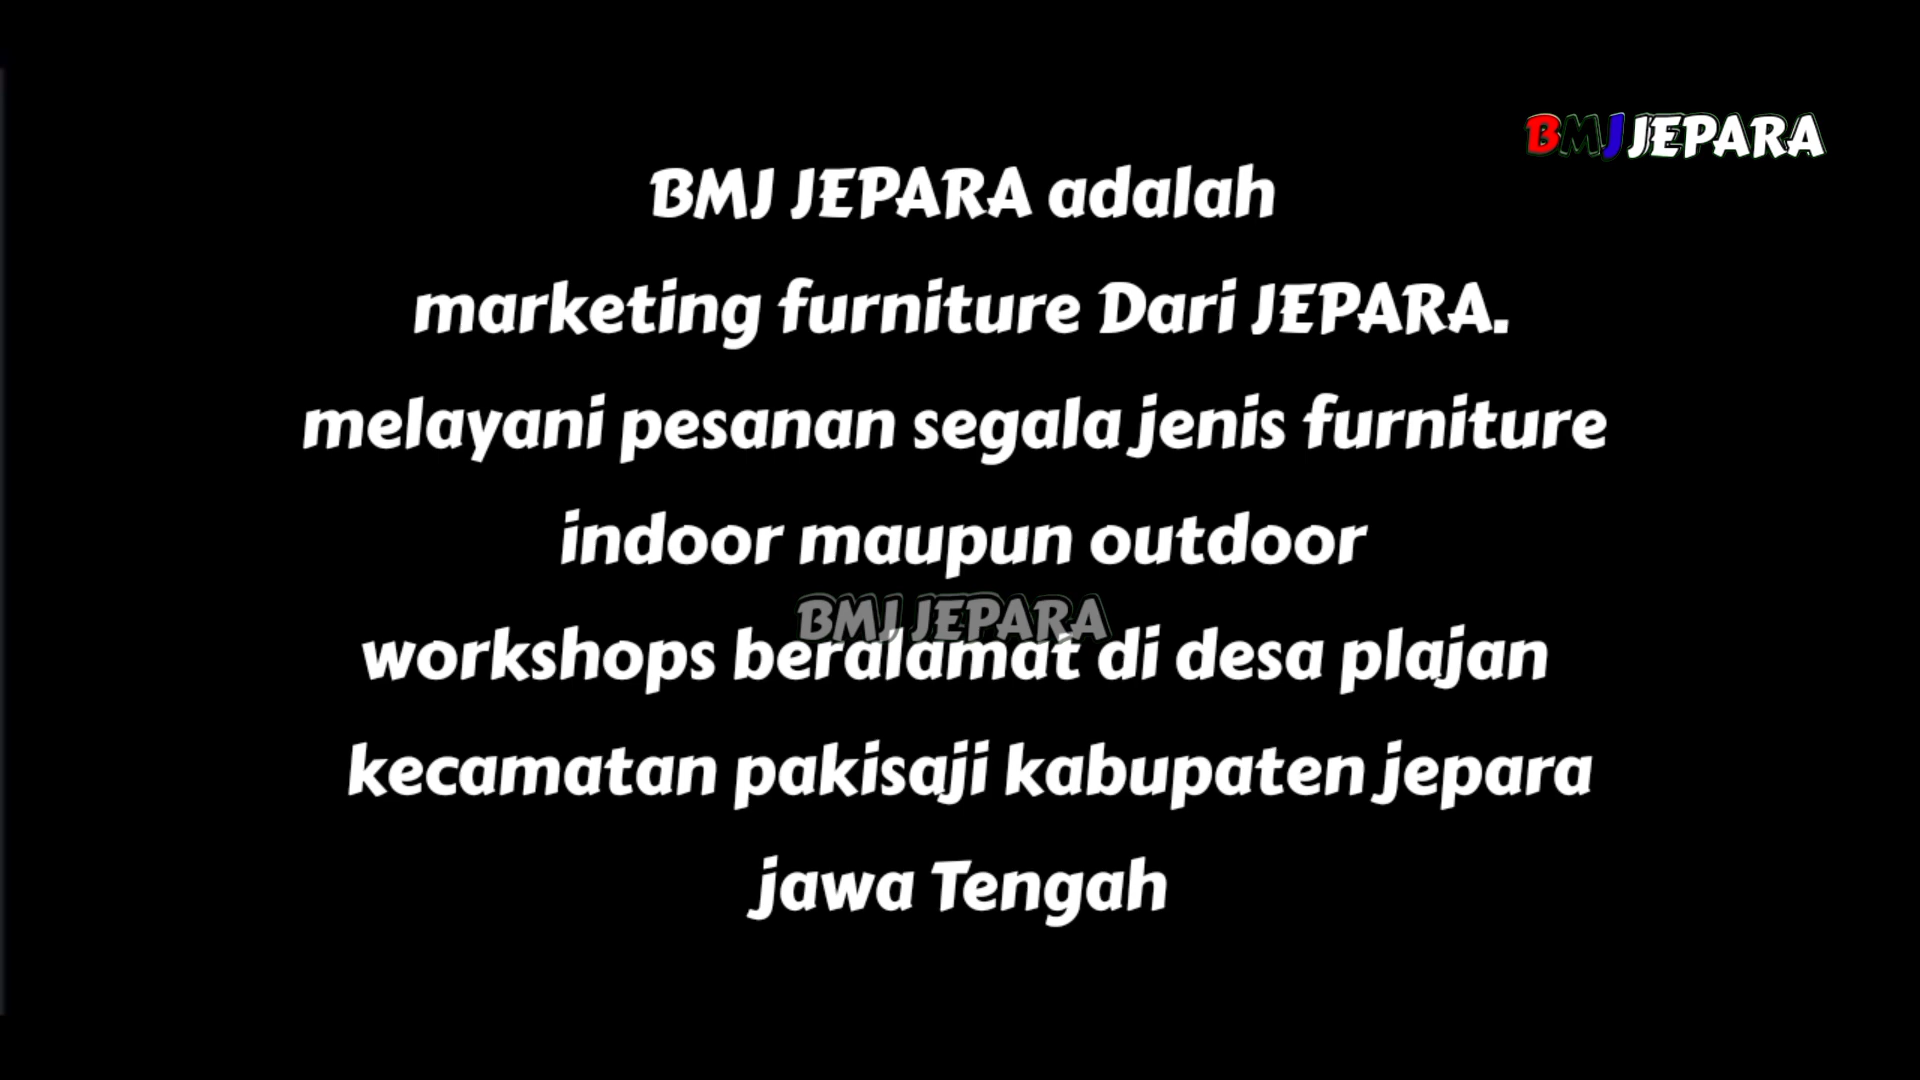 BMJ JEPARA
BMJ JEPARA adalah
marketing furniture Dari JEPARA.
melayani pesanan segala jenis furniture
indoor maupun outdoor
BMJ JEPARA
workshops beralamat di desa plajan
kecamatan pakisaji kabupaten jepara
jawa Tengah